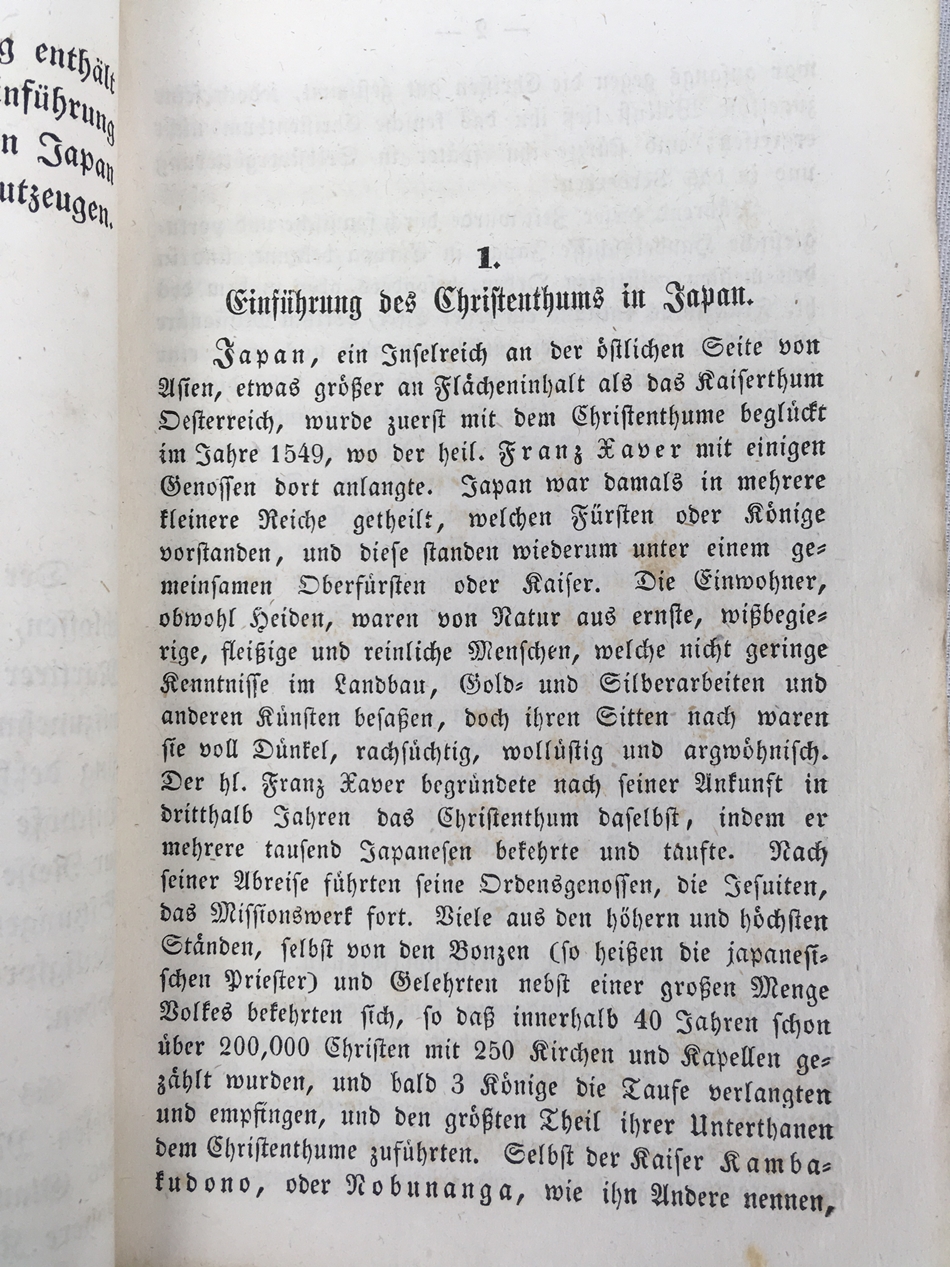 g enthält
inführung
n Japan
utzeugen.
1.
Einführung des Christenthums in Japan.
Japan, ein Inselreich an der östlichen Seite von
Asien, etwas größer an Flächeninhalt als das Kaiserthum
Oesterreich, wurde zuerst mit dem Christenthume beglückt
im Jahre 1549, wo der heil. Franz Xaver mit einigen
Genossen dort anlangte. Japan war damals in mehrere
kleinere Reiche getheilt, welchen Fürsten oder Könige
vorstanden, und diese standen wiederum unter einem ge-
meinsamen Oberfürsten oder Kaiser. Die Einwohner,
obwohl Heiden, waren von Natur aus ernste, wißbegie-
rige, fleißige und reinliche Menschen, welche nicht geringe
Kenntnisse im Landbau, Gold- und Silberarbeiten und
anderen Künsten besaßen, doch ihren Sitten nach waren
sie voll Dünkel, rachsüchtig, wollüstig und argwöhnisch.
Der hl. Franz Xaver begründete nach seiner Ankunft in
dritthalb Jahren das Christenthum daselbst, indem er
mehrere tausend Japanesen bekehrte und taufte. Nach
seiner Abreise führten seine Ordensgenossen, die Jesuiten,
das Missionswerk fort. Viele aus den höhern und höchsten
Ständen, selbst von den Bonzen (so heißen die japanesi-
schen Priester) und Gelehrten nebst einer großen Menge
Volkes bekehrten sich, so daß innerhalb 40 Jahren schon
über 200,000 Christen mit 250 Kirchen und Kapellen ge-
zählt wurden, und bald 3 Könige die Taufe verlangten
und empfingen, und den größten Theil ihrer Unterthanen
dem Christenthume zuführten. Selbst der Kaiser Kamba-
kudono, oder Nobunanga, wie ihn Andere nennen,